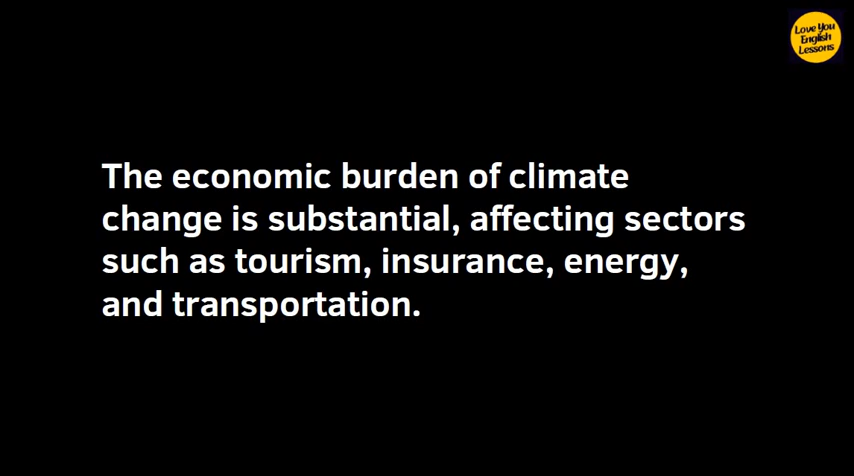 Love You
English
Lessons
The economic burden of climate
change is substantial, affecting sectors
such as tourism, insurance, energy,
and transportation.